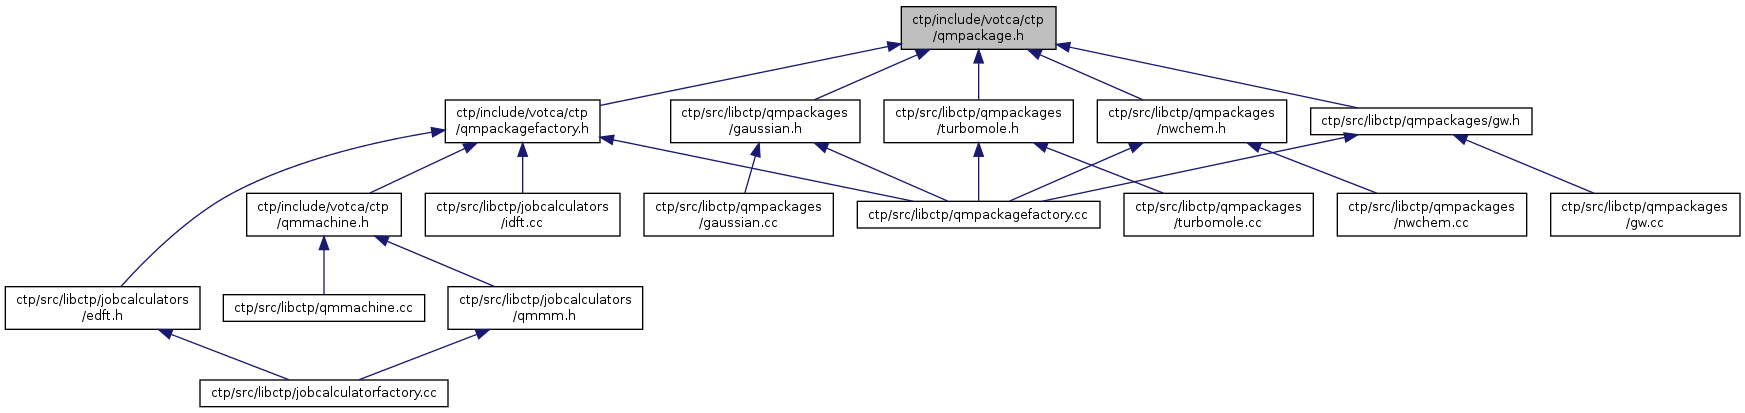 ctp/include/votca/ctp
/qmpackage.h
ctp/include/votca/ctp
/qmpackagefactory.h
ctp/src/libctp/qmpackages
/gaussian.h
ctp/src/libctp/qmpackages
/turbomole.h
ctp/src/libctp/qmpackages
/nwchem.h
ctp/src/libctp/qmpackages/gw.h
ctp/include/votca/ctp
/qmmachine.h
ctp/src/libctp/jobcalculators
/idft.cc
ctp/src/libctp/qmpackages
/gaussian.cc
ctp/src/libctp/qmpackagefactory.cc
ctp/src/libctp/qmpackages
/turbomole.cc
ctp/src/libctp/qmpackages
/nwchem.cc
ctp/src/libctp/qmpackages
/gw.cc
ctp/src/libctp/jobcalculators
/edft.h
ctp/src/libctp/qmmachine.cc
ctp/src/libctp/jobcalculators
/qmmm.h
ctp/src/libctp/jobcalculatorfactory.cc